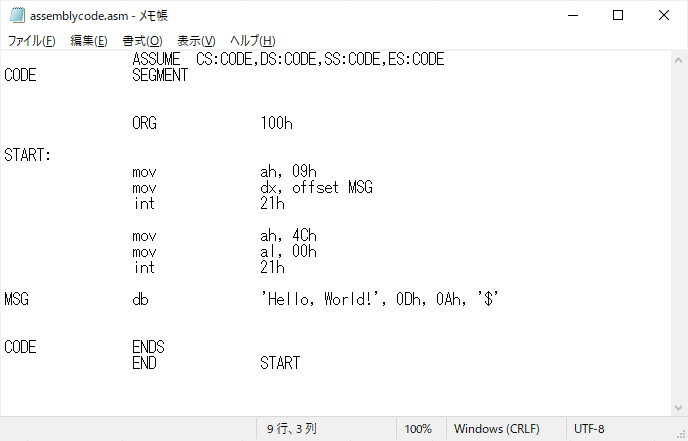 assemblycode.asm - メモ帳
ファイル(F) 編集(E) 書式(O) 表示(V) ヘルプ(H)
ASSUME CS:CODE,DS:CODE,SS:CODE,ES:CODE
CODE SEGMENT
ORG 100h
START:
mov ah, 09h
mov dx, offset MSG
int 21h
mov ah, 4Ch
mov al, 00h
int 21h
MSG db 'Hello, World!', 0Dh, 0Ah, '$'
CODE ENDS
END START
9 行、3 列 100% Windows (CRLF) UTF-8